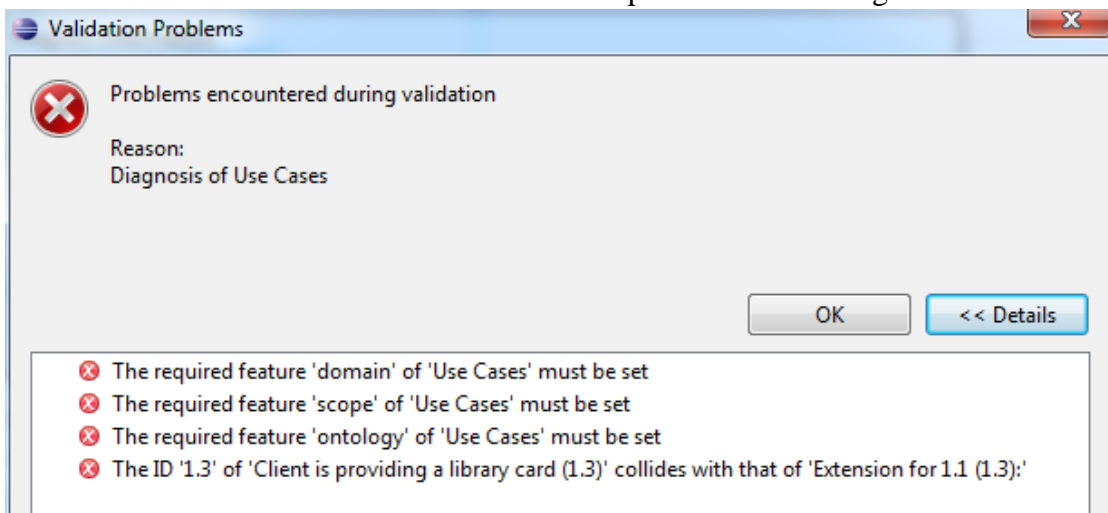 Validation Problems
Problems encountered during validation
Reason:
Diagnosis of Use Cases
OK
<< Details
The required feature 'domain' of 'Use Cases' must be set
The required feature 'scope' of 'Use Cases' must be set
The required feature 'ontology' of 'Use Cases' must be set
The ID '1.3' of 'Client is providing a library card (1.3)' collides with that of 'Extension for 1.1 (1.3):'